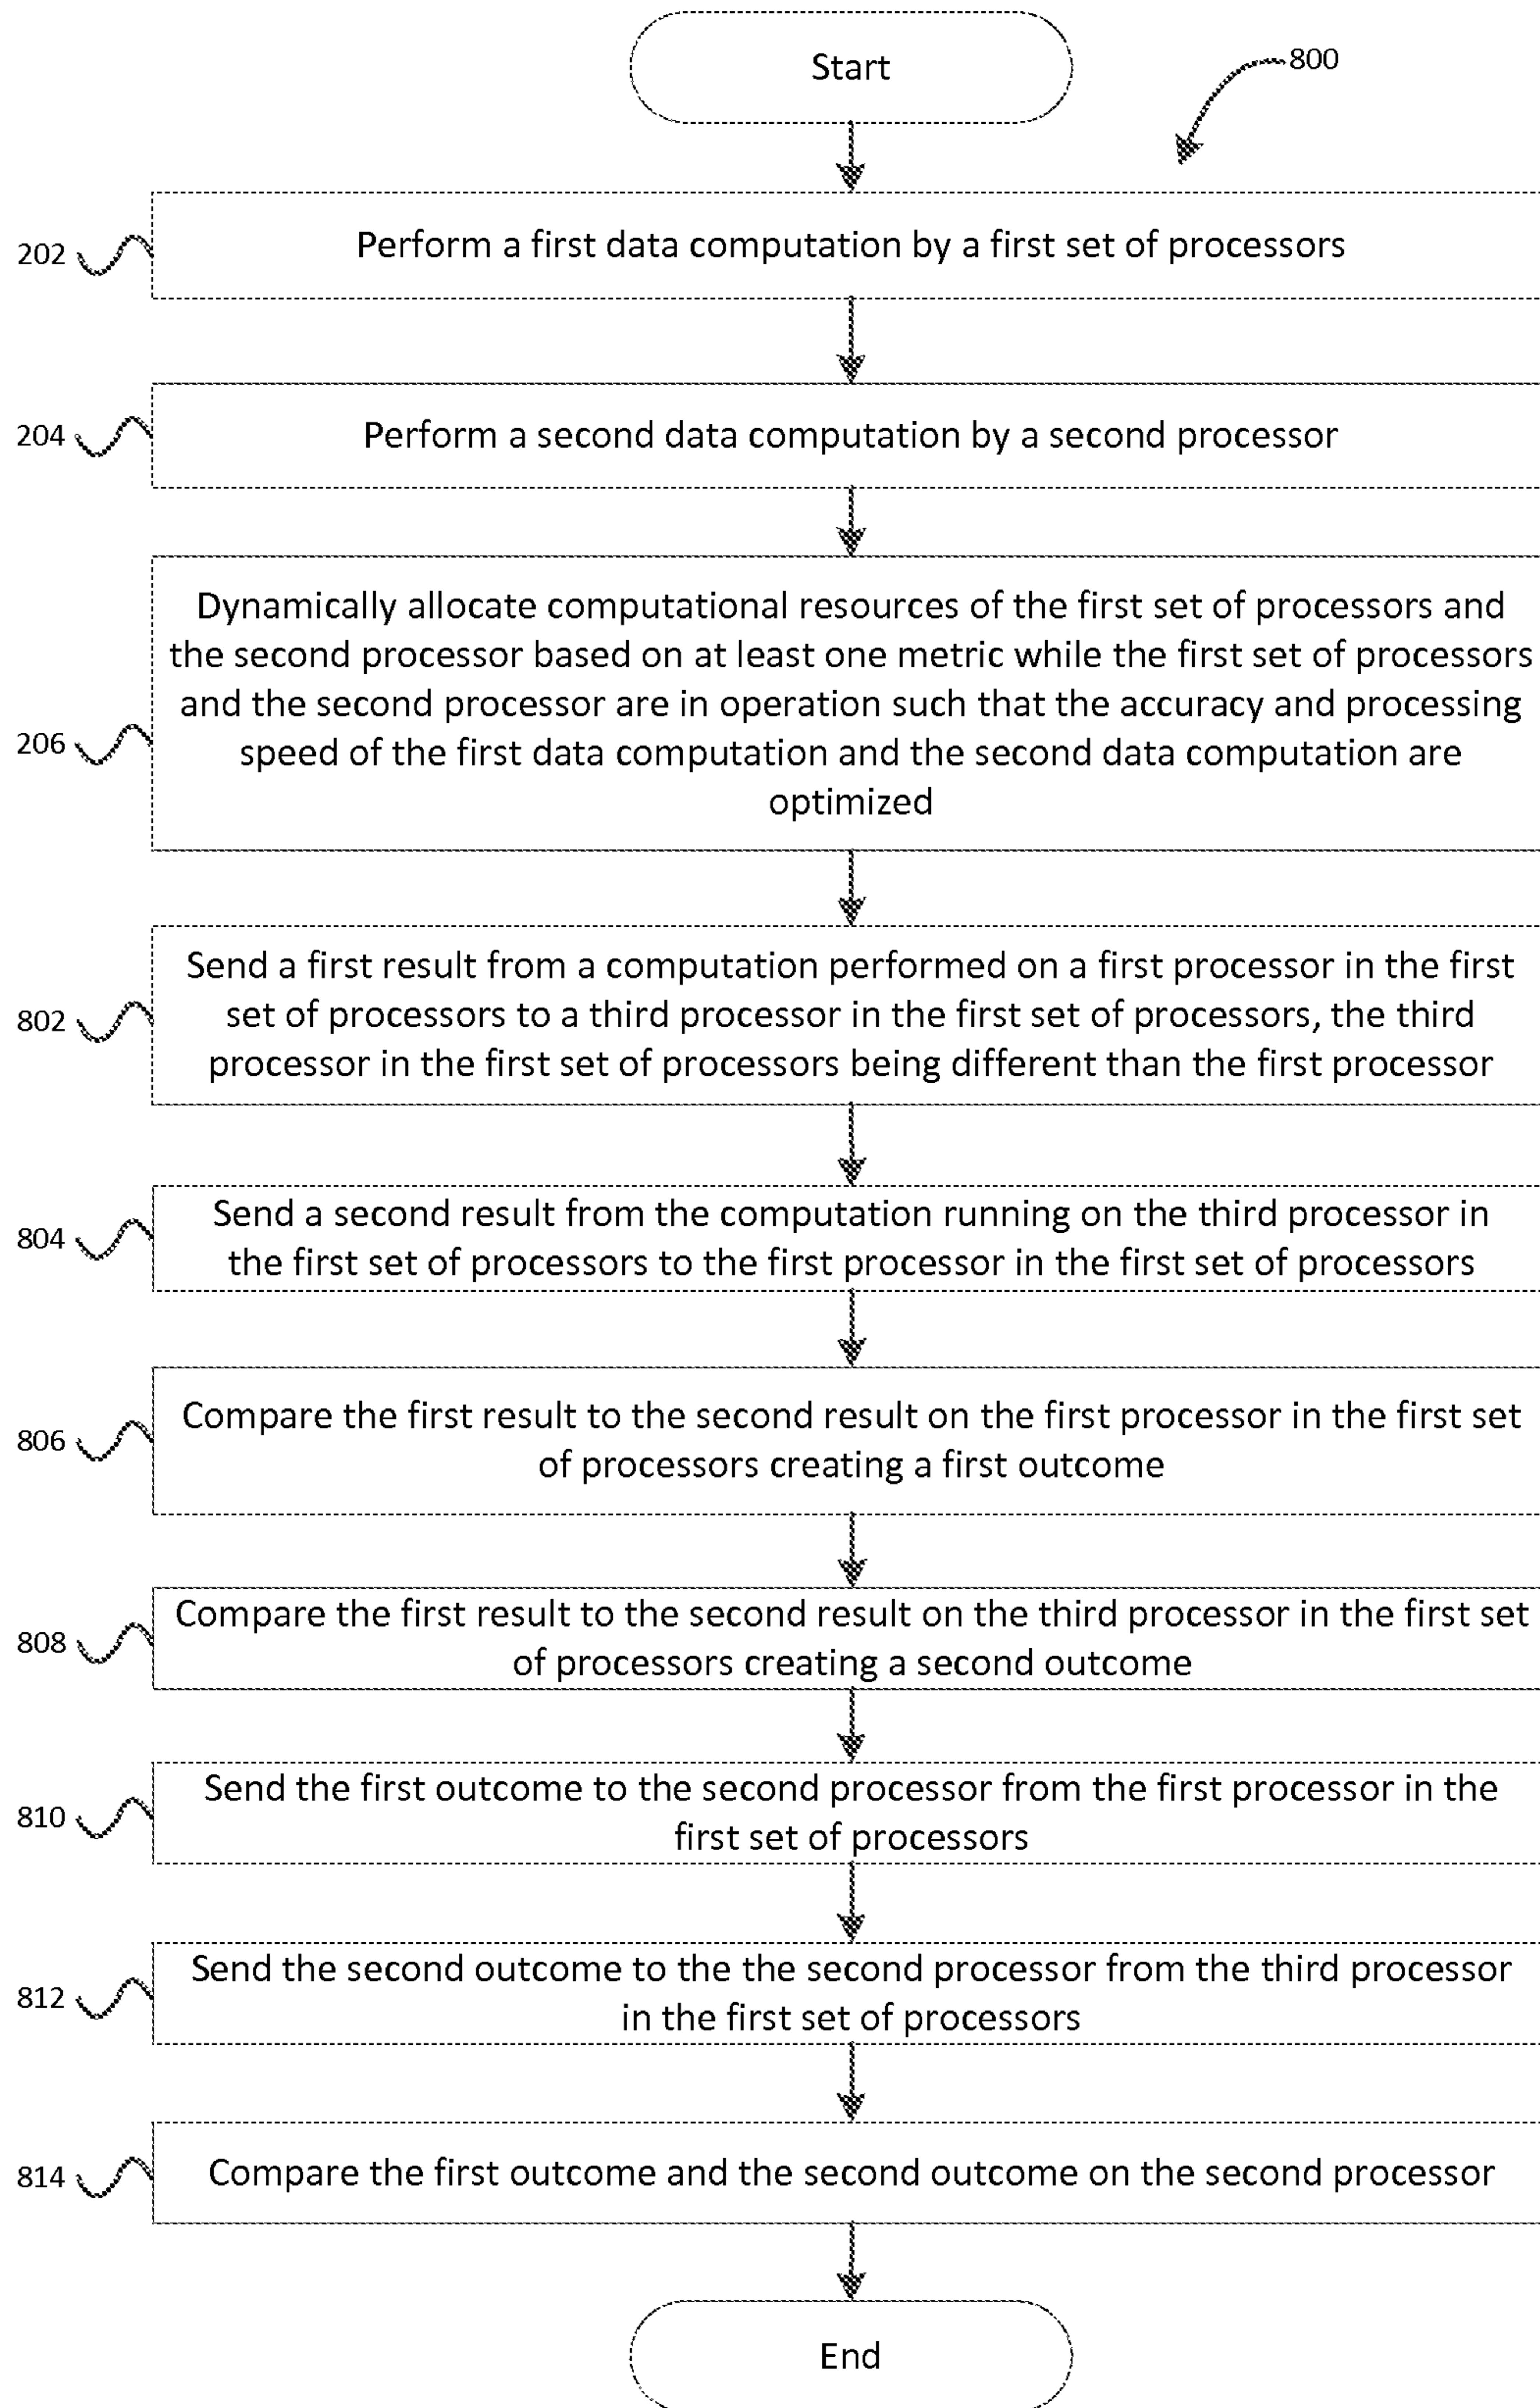 Start
800
202
Perform a first data computation by a first set of processors
204
Perform a second data computation by a second processor
206
Dynamically allocate computational resources of the first set of processors and
the second processor based on at least one metric while the first set of processors
and the second processor are in operation such that the accuracy and processing
speed of the first data computation and the second data computation are
optimized
802
Send a first result from a computation performed on a first processor in the first
set of processors to a third processor in the first set of processors, the third
processor in the first set of processors being different than the first processor
804
Send a second result from the computation running on the third processor in
the first set of processors to the first processor in the first set of processors
806
Compare the first result to the second result on the first processor in the first set
of processors creating a first outcome
808
Compare the first result to the second result on the third processor in the first set
of processors creating a second outcome
810
Send the first outcome to the second processor from the first processor in the
first set of processors
812
Send the second outcome to the the second processor from the third processor
in the first set of processors
814
Compare the first outcome and the second outcome on the second processor
End